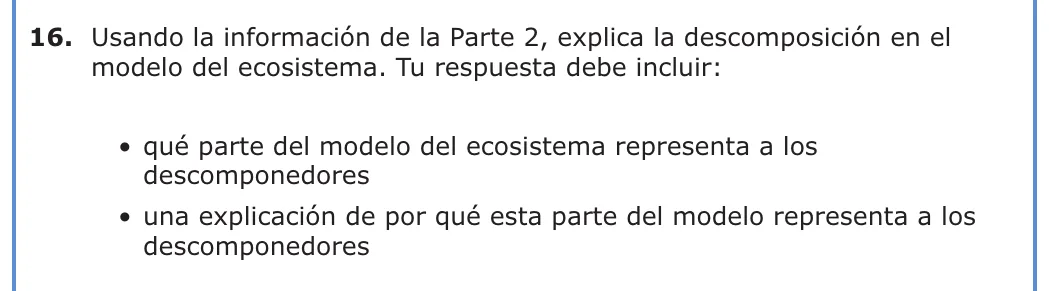 16. Usando la información de la Parte 2, explica la descomposición en el
modelo del ecosistema. Tu respuesta debe incluir:
• qué parte del modelo del ecosistema representa a los
descomponedores
• una explicación de por qué esta parte del modelo representa a los
descomponedores